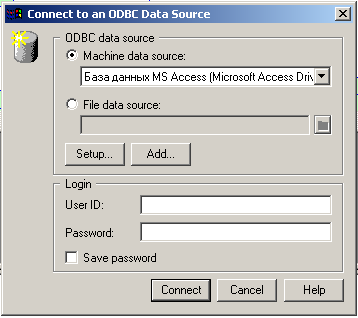 Connect to an ODBC Data Source
ODBC data source
Machine data source:
База данных MS Access (Microsoft Access Driv
File data source:
Setup... Add...
Login
User ID:
Password:
Save password
Connect Cancel Help